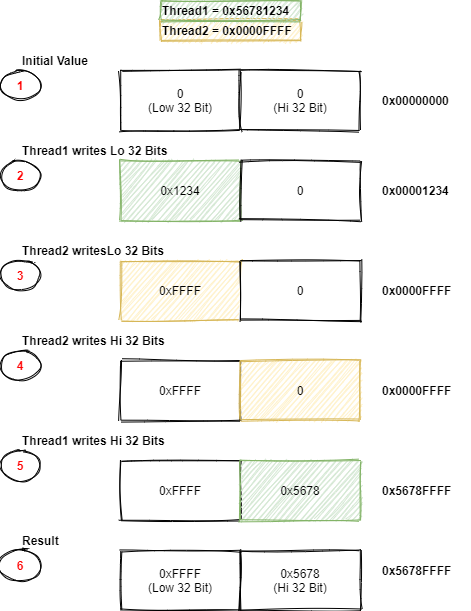 Thread1 = 0x56781234
Thread2 = 0x0000FFFF
Initial Value
1
0
(Low 32 Bit)
0
(Hi 32 Bit)
0x00000000
Thread1 writes Lo 32 Bits
2
0x1234
0
0x00001234
Thread2 writesLo 32 Bits
3
0xFFFF
0
0x0000FFFF
Thread2 writes Hi 32 Bits
4
0xFFFF
0
0x0000FFFF
Thread1 writes Hi 32 Bits
5
0xFFFF
0x5678
0x5678FFFF
Result
6
0xFFFF
(Low 32 Bit)
0x5678
(Hi 32 Bit)
0x5678FFFF